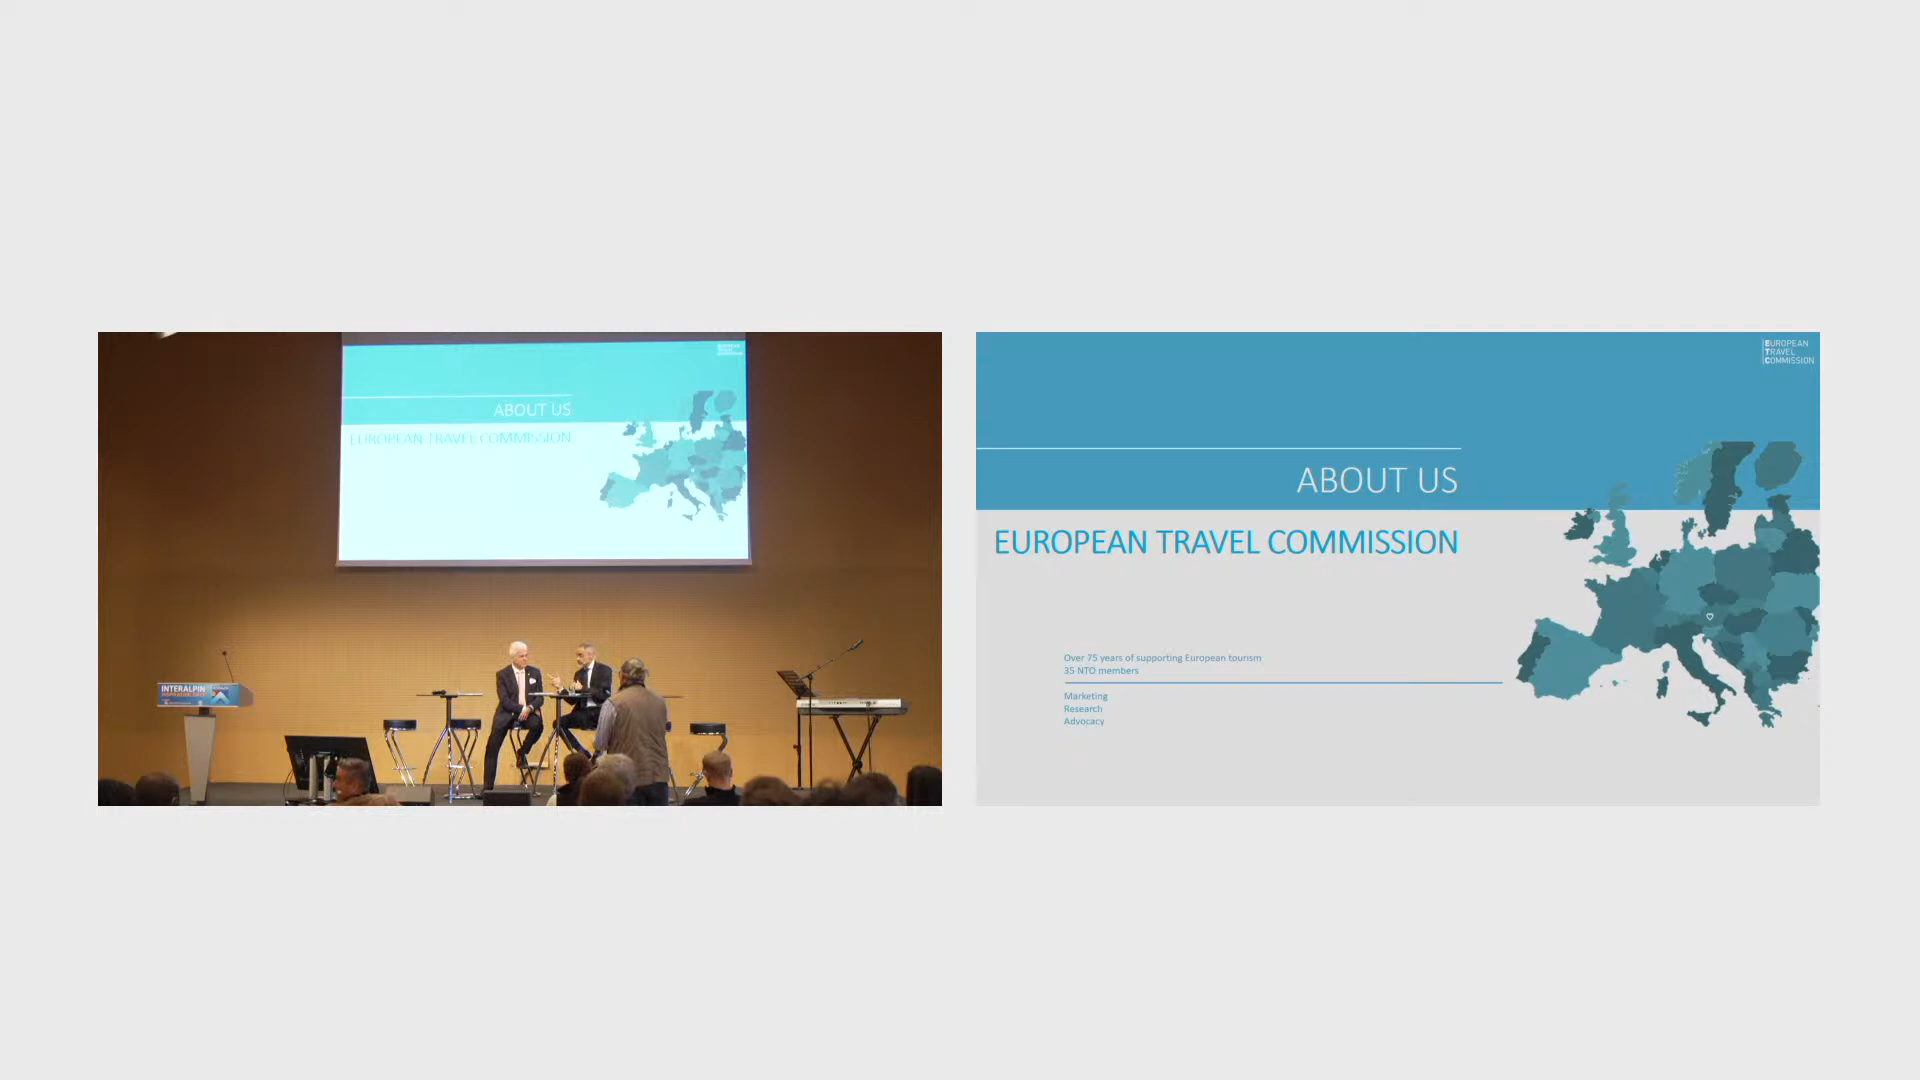 ABOUT US
EUROPEAN TRAVEL COMMISSION
INTERALPIN
EUROPEAN
TRAVEL
COMMISSION
ABOUT US
EUROPEAN TRAVEL COMMISSION
Over 75 years of supporting European tourism
35 NTO members
Marketing
Research
Advocacy